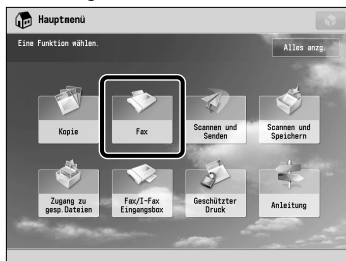 Hauptmenü
Eine Funktion wählen.
Alles anzg.
Kopie
Fax
Scannen und
Senden
Scannen und
Speichern
Zugang zu
gesp.Dateien
Fax/I-Fax
Eingangsbox
Geschützter
Druck
Anleitung